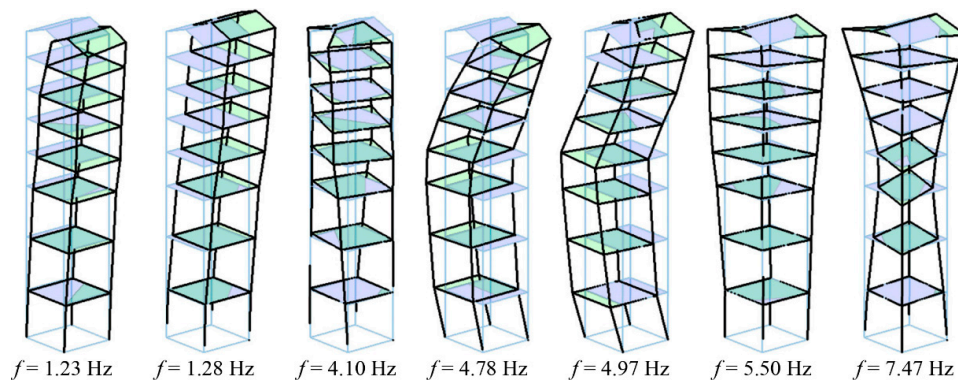 f = 1.23 Hz f = 1.28 Hz f = 4.10 Hz f = 4.78 Hz f = 4.97 Hz f = 5.50 Hz f = 7.47 Hz